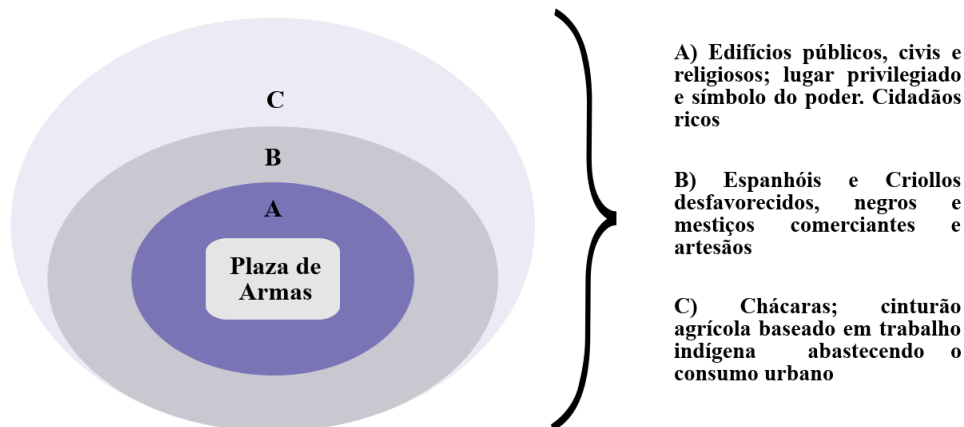 C
B
A
Plaza de
Armas
A) Edifícios públicos, civis e
religiosos; lugar privilegiado
e símbolo do poder. Cidadãos
ricos
B) Espanhóis e Criollos
desfavorecidos, negros e
mestiços comerciantes e
artesãos
C) Chácaras; cinturão
agrícola baseado em trabalho
indígena abastecendo o
consumo urbano